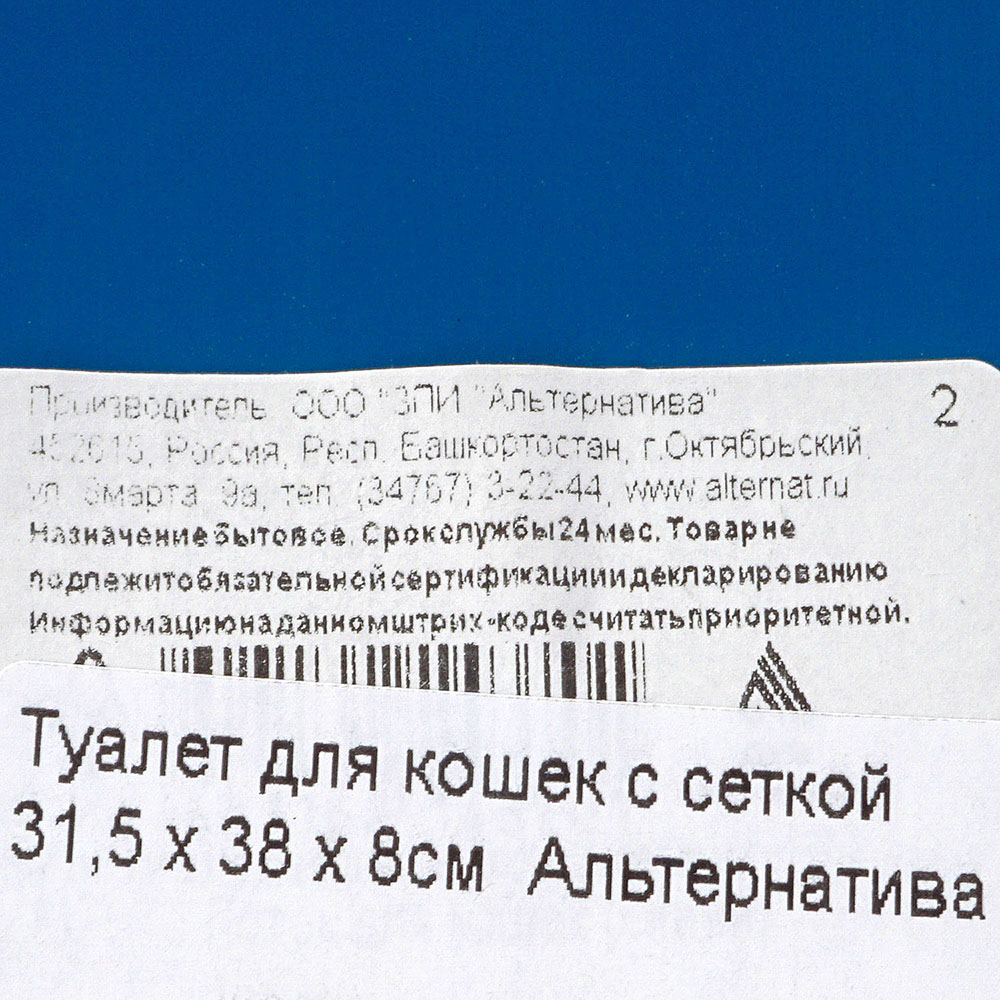 Производитель ООО "ЗПИ "Альтернатива"
2
452615, Россия, Респ. Башкортостан, г.Октябрьский,
ул. 8марта 9а, тел. (34767) 3-22-44, www.alternat.ru
Назначение бытовое. Срок службы 24 мес. Товар не
подлежит обязательной сертификации и декларированию
Информацию на данном штрих-коде считать приоритетной.
Туалет для кошек с сеткой
31,5 х 38 х 8см Альтернатива